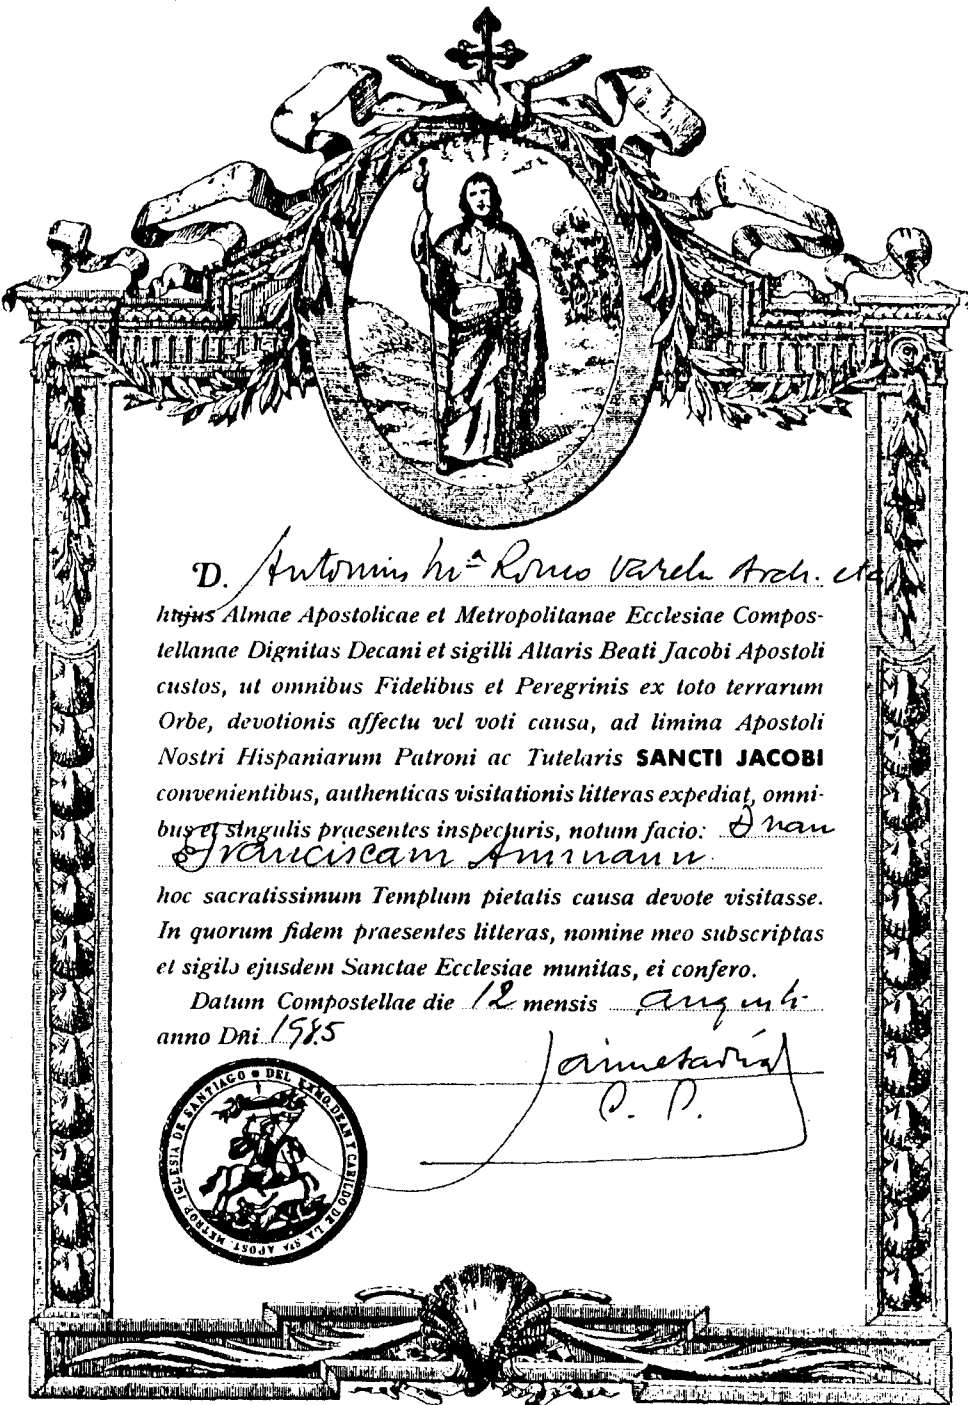 D. Antonius Mª Romeo Varela Arch. eta
hujus Almae Apostolicae et Metropolitanae Ecclesiae Compos-
tellanae Dignitas Decani et sigilli Altaris Beati Jacobi Apostoli
custos, ut omnibus Fidelibus et Peregrinis ex toto terrarum
Orbe, devotionis affectu vel voti causa, ad limina Apostoli
Nostri Hispaniarum Patroni ac Tutelaris SANCTI JACOBI
convenientibus, authenticas visitationis litteras expediat, omni-
bus et singulis praesentes inspecturis, notum facio:
Franciscam Ammann
hoc sacratissimum Templum pietatis causa devote visitasse.
In quorum fidem praesentes litteras, nomine meo subscriptas
et sigilo ejusdem Sanctae Ecclesiae munitas, ei confero.
Datum Compostellae die 12 mensis augusti
anno Dñi 1985
C. P.
DEL EXMO. DEAN Y CABILDO DE LA Sta APOST. METROP. IGLESIA DE SANTIAGO